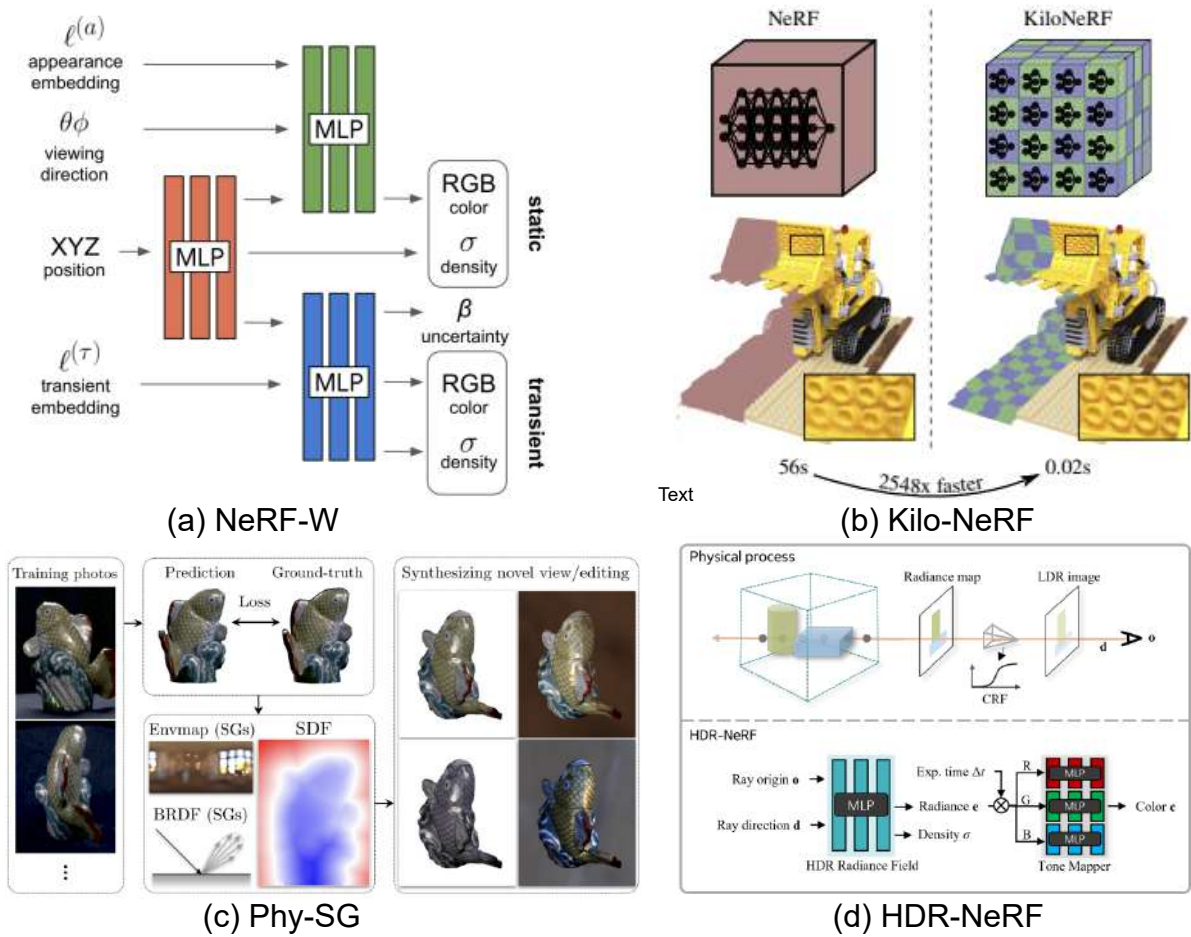 ℓ(a)
appearance
embedding
θϕ
viewing
direction
XYZ
position
ℓ(τ)
transient
embedding
MLP
MLP
MLP
RGB
color
σ
density
static
β
uncertainty
RGB
color
σ
density
transient
(a) NeRF-W
NeRF
KiloNeRF
56s
2548x faster
0.02s
Text
(b) Kilo-NeRF
Training photos
Prediction
Ground-truth
Loss
Envmap (SGs)
SDF
BRDF (SGs)
Synthesizing novel view/editing
(c) Phy-SG
Physical process
Radiance map
LDR image
d
o
CRF
HDR-NeRF
Ray origin o
Ray direction d
MLP
HDR Radiance Field
Exp. time Δt
Radiance e
Density σ
R
G
B
MLP
MLP
MLP
Color c
Tone Mapper
(d) HDR-NeRF